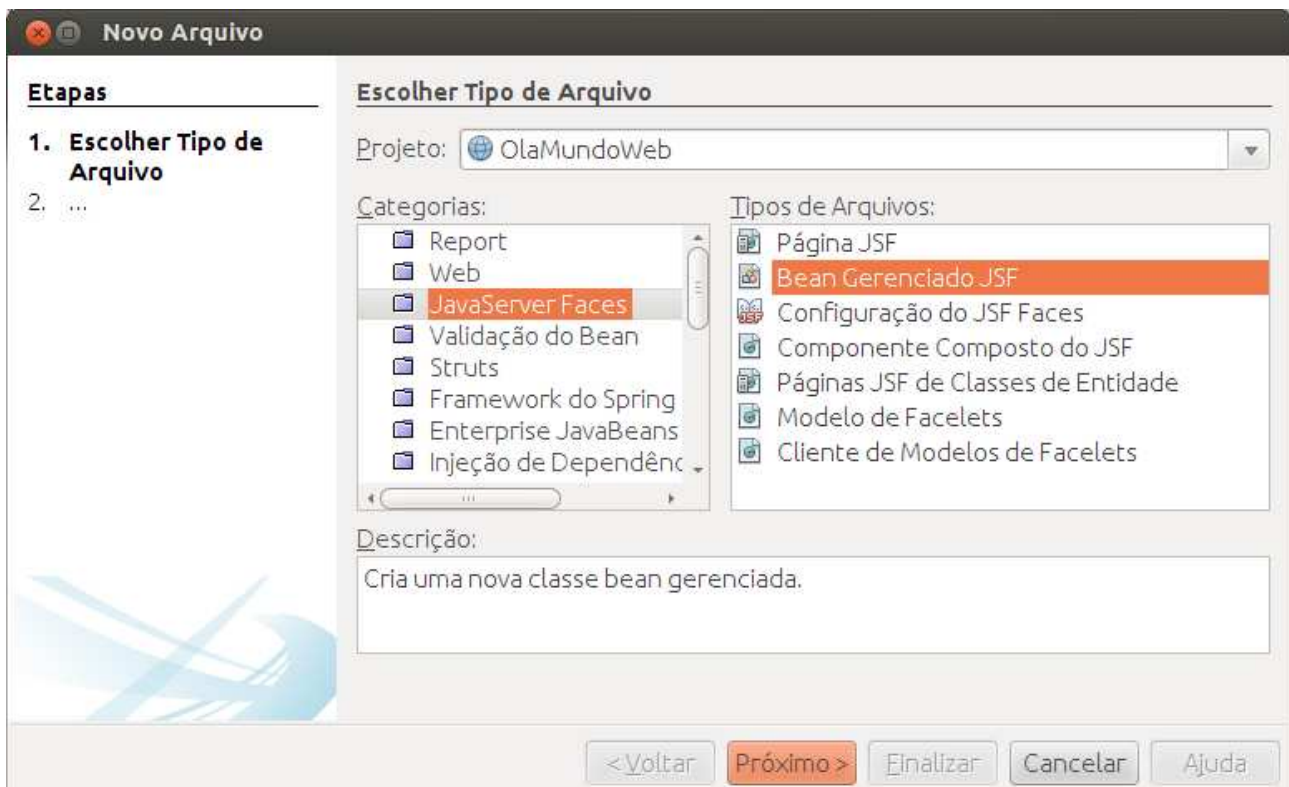 Novo Arquivo
Etapas
1. Escolher Tipo de
Arquivo
2. ...
Escolher Tipo de Arquivo
Projeto: OlaMundoWeb
Categorias:
Report
Web
JavaServer Faces
Validação do Bean
Struts
Framework do Spring
Enterprise JavaBeans
Injeção de Dependênc
Tipos de Arquivos:
Página JSF
Bean Gerenciado JSF
Configuração do JSF Faces
Componente Composto do JSF
Páginas JSF de Classes de Entidade
Modelo de Facelets
Cliente de Modelos de Facelets
Descrição:
Cria uma nova classe bean gerenciada.
< Voltar
Próximo >
Finalizar
Cancelar
Ajuda